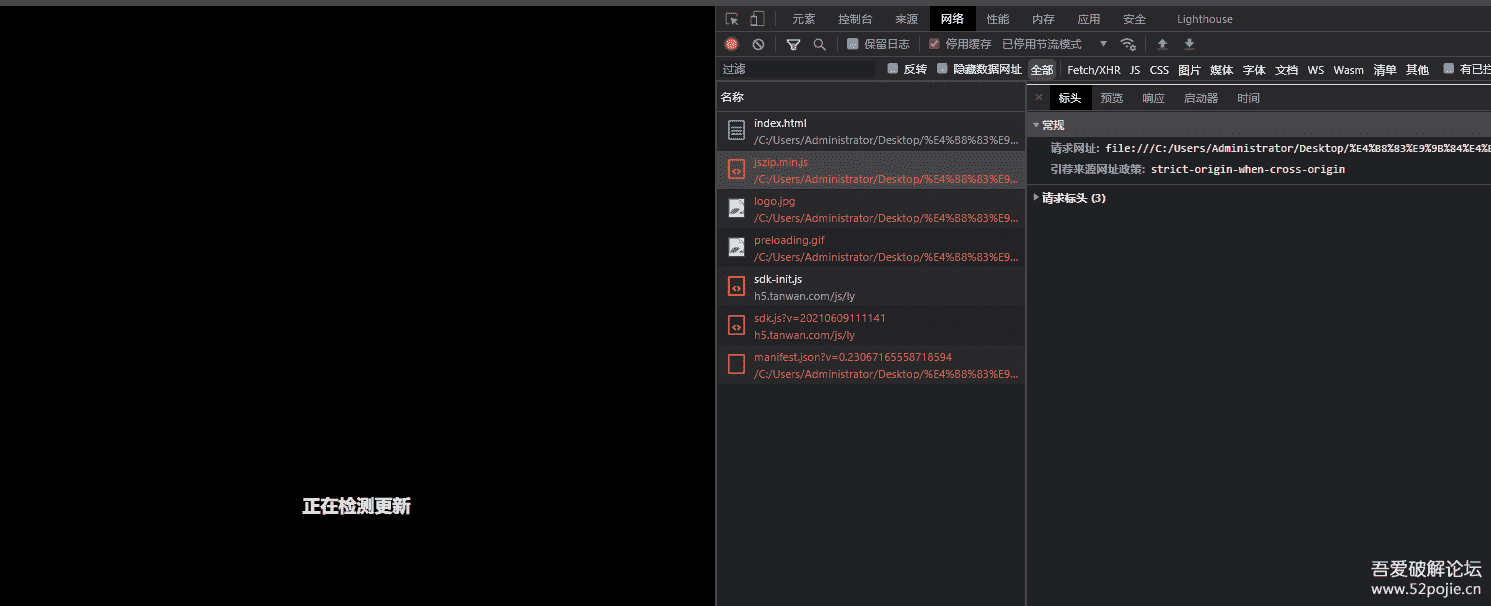 元素 控制台 来源 网络 性能 内存 应用 安全 Lighthouse
保留日志 停用缓存 已停用节流模式
过滤 反转 隐藏数据网址 全部 Fetch/XHR JS CSS 图片 媒体 字体 文档 WS Wasm 清单 其他 有已拦
名称
× 标头 预览 响应 启动器 时间
index.html
/C:/Users/Administrator/Desktop/%E4%B8%83%E9...
jszip.min.js
/C:/Users/Administrator/Desktop/%E4%B8%83%E9...
logo.jpg
/C:/Users/Administrator/Desktop/%E4%B8%83%E9...
preloading.gif
/C:/Users/Administrator/Desktop/%E4%B8%83%E9...
sdk-init.js
h5.tanwan.com/js/ly
sdk.js?v=20210609111141
h5.tanwan.com/js/ly
manifest.json?v=0.23067165558718594
/C:/Users/Administrator/Desktop/%E4%B8%83%E9...
常规
请求网址: file:///C:/Users/Administrator/Desktop/%E4%B8%83%E9%9B%84%E4%B
引荐来源网址政策: strict-origin-when-cross-origin
请求标头 (3)
正在检测更新
吾爱破解论坛
www.52pojie.cn